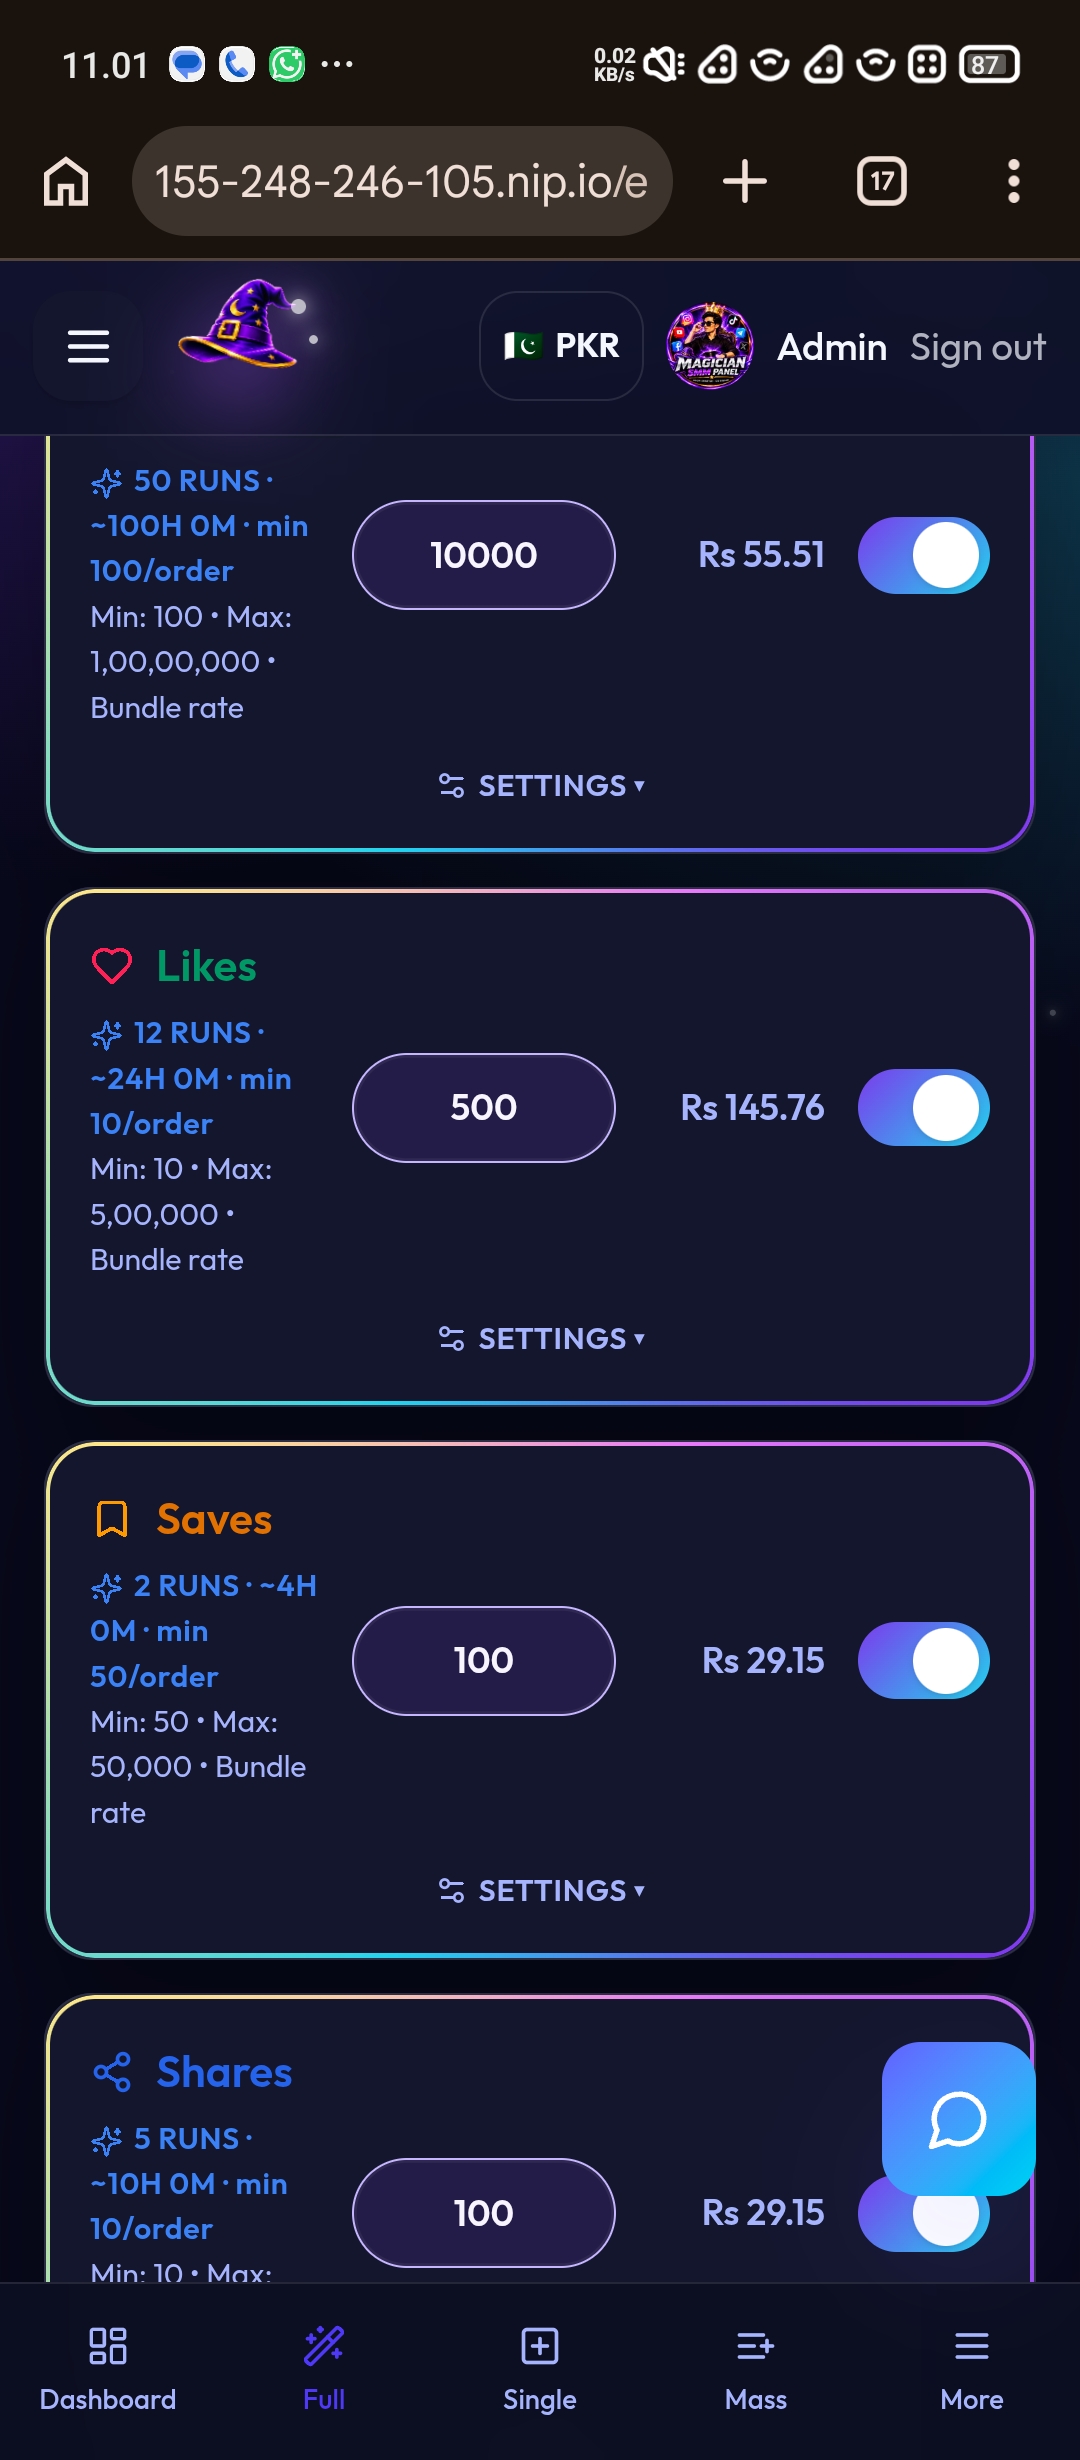 11.01
0.02
KB/s
87
155-248-246-105.nip.io/e
17
PKR
MAGICIAN
SMM PANEL
Admin
Sign out
50 RUNS ·
~100H 0M · min
100/order
Min: 100 • Max:
1,00,00,000 •
Bundle rate
10000
Rs 55.51
SETTINGS ▾
Likes
12 RUNS ·
~24H 0M · min
10/order
Min: 10 • Max:
5,00,000 •
Bundle rate
500
Rs 145.76
SETTINGS ▾
Saves
2 RUNS · ~4H
0M · min
50/order
Min: 50 • Max:
50,000 • Bundle
rate
100
Rs 29.15
SETTINGS ▾
Shares
5 RUNS ·
~10H 0M · min
10/order
Min: 10 • Max:
100
Rs 29.15
Dashboard
Full
Single
Mass
More